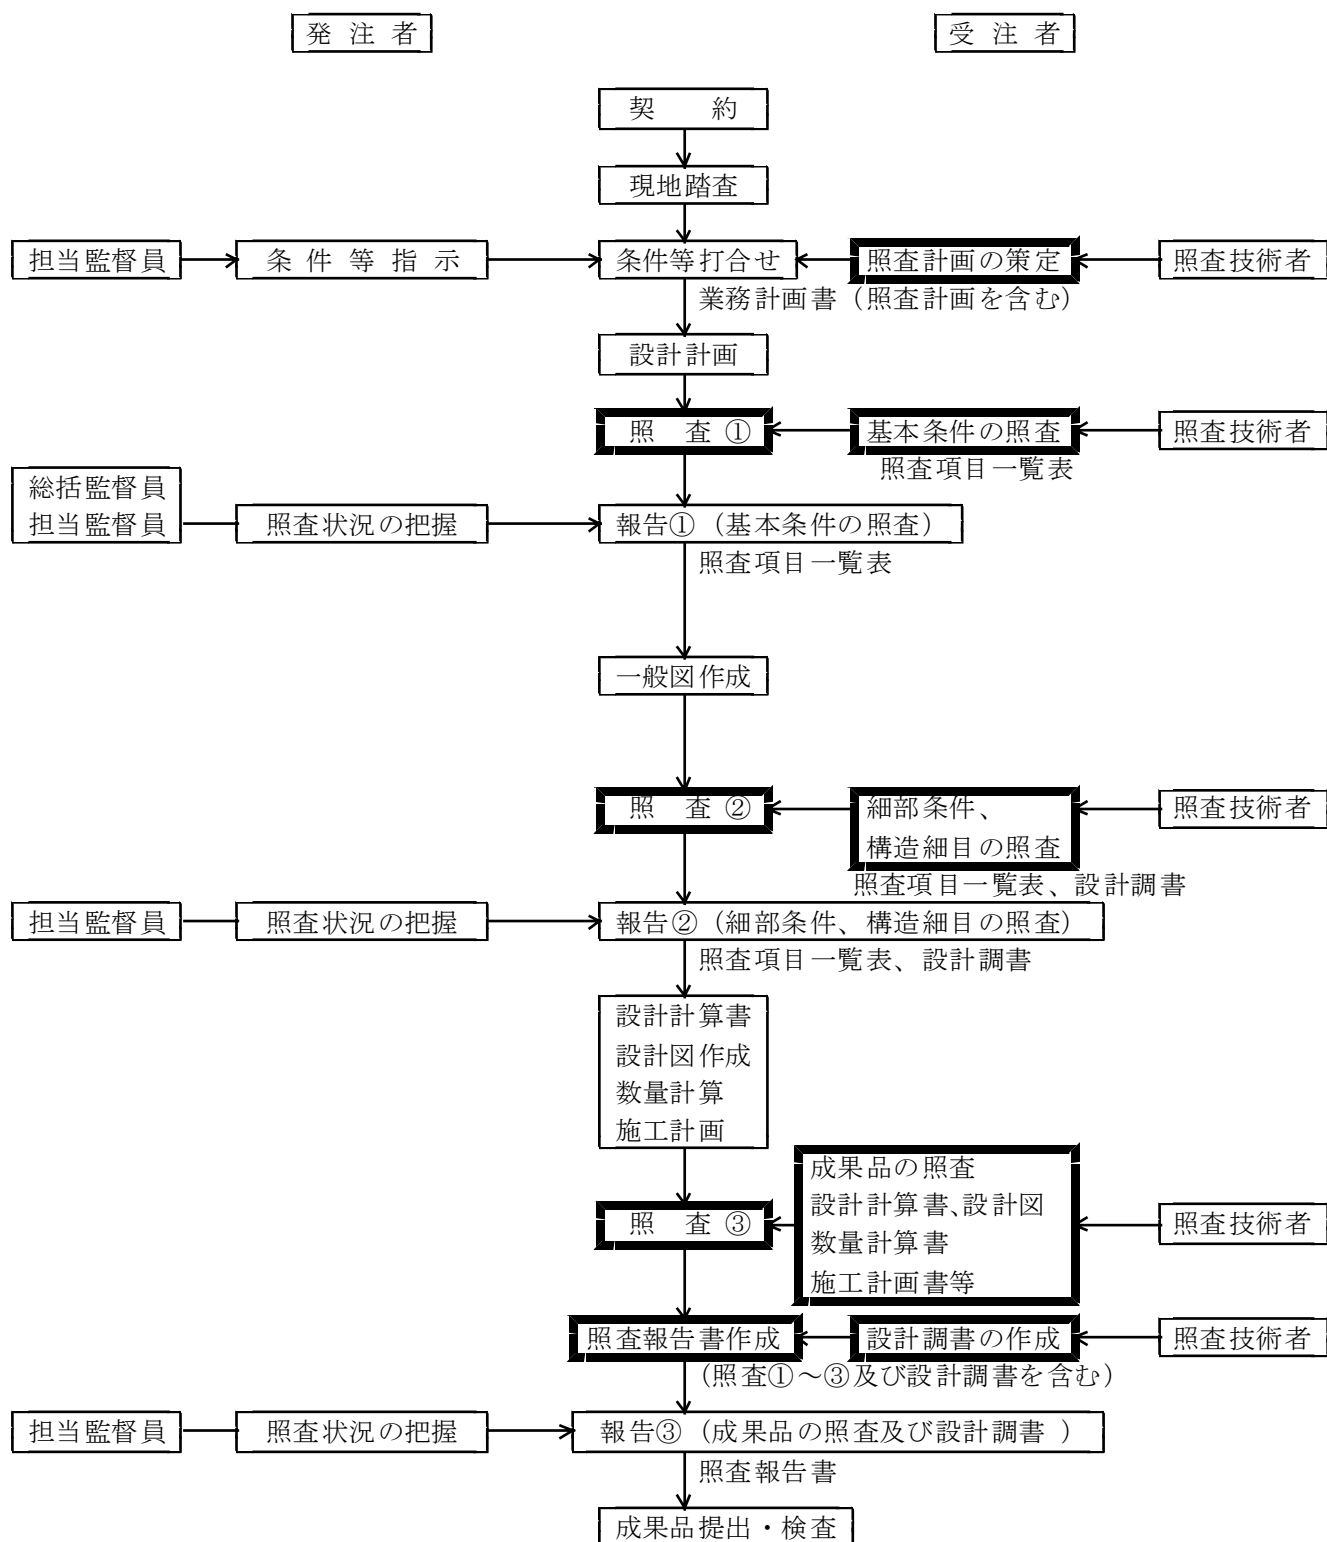 発 注 者
受 注 者
契 約
現地踏査
担当監督員
条 件 等 指 示
条件等打合せ
照査計画の策定
照査技術者
業務計画書（照査計画を含む）
設計計画
照 査 ①
基本条件の照査
照査技術者
照査項目一覧表
総括監督員
担当監督員
照査状況の把握
報告①（基本条件の照査）
照査項目一覧表
一般図作成
照 査 ②
細部条件、
構造細目の照査
照査技術者
照査項目一覧表、設計調書
担当監督員
照査状況の把握
報告②（細部条件、構造細目の照査）
照査項目一覧表、設計調書
設計計算書
設計図作成
数量計算
施工計画
照 査 ③
成果品の照査
設計計算書、設計図
数量計算書
施工計画書等
照査技術者
照査報告書作成
設計調書の作成
照査技術者
（照査①～③及び設計調書を含む）
担当監督員
照査状況の把握
報告③（成果品の照査及び設計調書 ）
照査報告書
成果品提出・検査